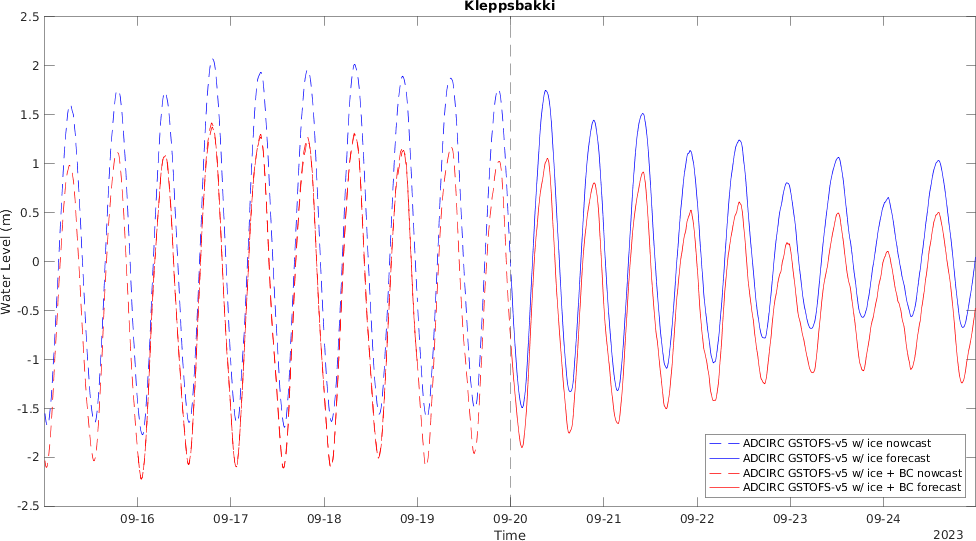 Kleppsbakki
2.5
2
1.5
1
0.5
0
-0.5
-1
-1.5
-2
-2.5
Water Level (m)
ADCIRC GSTOFS-v5 w/ ice nowcast
ADCIRC GSTOFS-v5 w/ ice forecast
ADCIRC GSTOFS-v5 w/ ice + BC nowcast
ADCIRC GSTOFS-v5 w/ ice + BC forecast
09-16 09-17 09-18 09-19 09-20 09-21 09-22 09-23 09-24
Time
2023